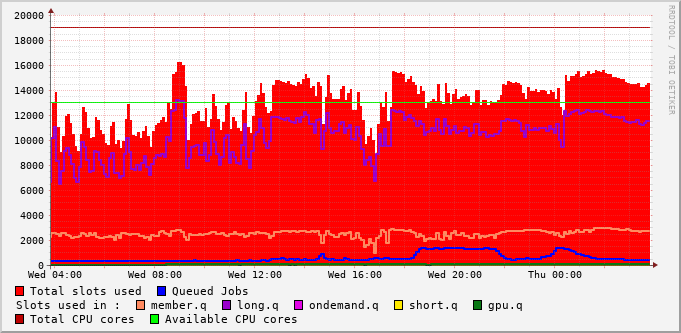 20000
18000
16000
14000
12000
10000
8000
6000
4000
2000
0
Wed 04:00 Wed 08:00 Wed 12:00 Wed 16:00 Wed 20:00 Thu 00:00
Total slots used Queued Jobs
Slots used in : member.q long.q ondemand.q short.q gpu.q
Total CPU cores Available CPU cores
RRDTOOL / TOBI OETIKER